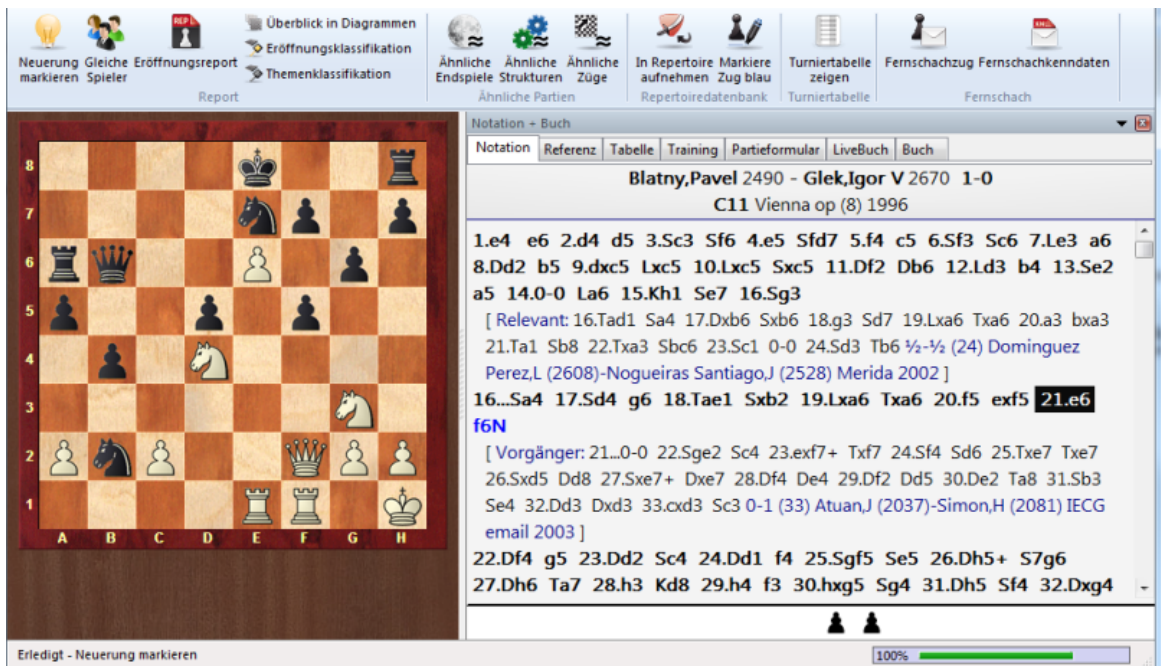 Überblick in Diagrammen
Eröffnungsklassifikation
Themenklassifikation
Neuerung markieren
Gleiche Spieler
Eröffnungsreport
Report
Ähnliche Endspiele
Ähnliche Strukturen
Ähnliche Züge
Ähnliche Partien
In Repertoire aufnehmen
Markiere Zug blau
Repertoiredatenbank
Turniertabelle zeigen
Turniertabelle
Fernschachzug
Fernschachkenndaten
Fernschach
8
7
6
5
4
3
2
1
A B C D E F G H
Notation + Buch
Notation Referenz Tabelle Training Partieformular LiveBuch Buch
Blatny,Pavel 2490 - Glek,Igor V 2670 1-0
C11 Vienna op (8) 1996
1.e4 e6 2.d4 d5 3.Sc3 Sf6 4.e5 Sfd7 5.f4 c5 6.Sf3 Sc6 7.Le3 a6
8.Dd2 b5 9.dxc5 Lxc5 10.Lxc5 Sxc5 11.Df2 Db6 12.Ld3 b4 13.Se2
a5 14.0-0 La6 15.Kh1 Se7 16.Sg3
[ Relevant: 16.Tad1 Sa4 17.Dxb6 Sxb6 18.g3 Sd7 19.Lxa6 Txa6 20.a3 bxa3
21.Ta1 Sb8 22.Txa3 Sbc6 23.Sc1 0-0 24.Sd3 Tb6 ½-½ (24) Dominguez
Perez,L (2608)-Nogueiras Santiago,J (2528) Merida 2002 ]
16...Sa4 17.Sd4 g6 18.Tae1 Sxb2 19.Lxa6 Txa6 20.f5 exf5 21.e6
f6N
[ Vorgänger: 21...0-0 22.Sge2 Sc4 23.exf7+ Txf7 24.Sf4 Sd6 25.Txe7 Txe7
26.Sxd5 Dd8 27.Sxe7+ Dxe7 28.Df4 De4 29.Df2 Dd5 30.De2 Ta8 31.Sb3
Se4 32.Dd3 Dxd3 33.cxd3 Sc3 0-1 (33) Atuan,J (2037)-Simon,H (2081) IECG
email 2003 ]
22.Df4 g5 23.Dd2 Sc4 24.Dd1 f4 25.Sgf5 Se5 26.Dh5+ S7g6
27.Dh6 Ta7 28.h3 Kd8 29.h4 f3 30.hxg5 Sg4 31.Dh5 Sf4 32.Dxg4
Erledigt - Neuerung markieren
100%